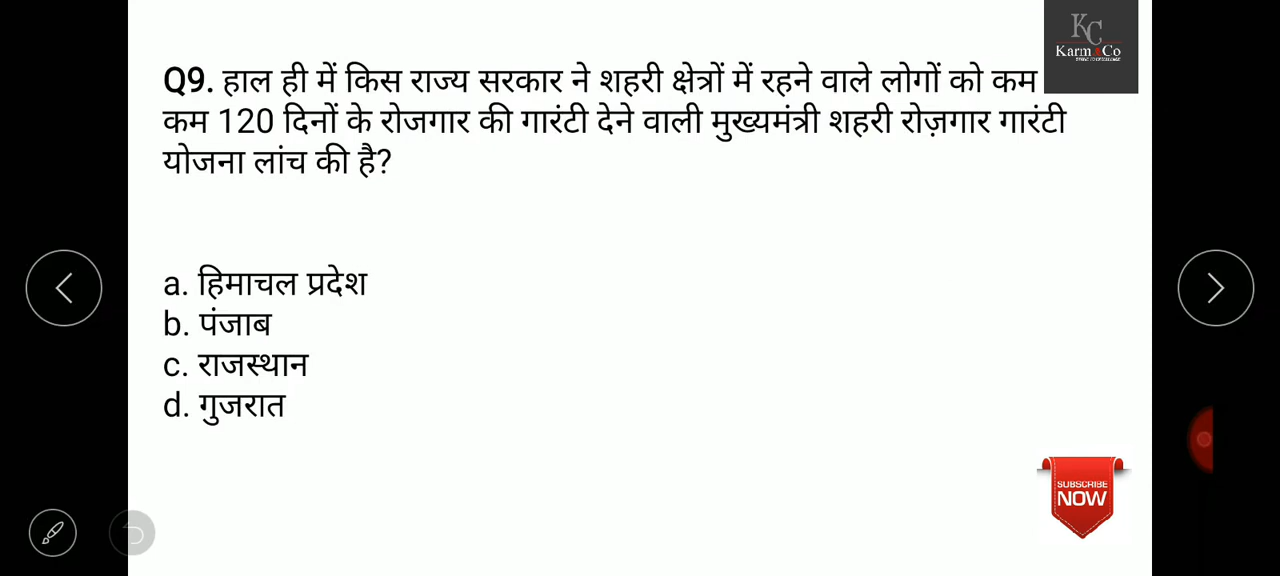 KC
Karm&Co
Q9. हाल ही में किस राज्य सरकार ने शहरी क्षेत्रों में रहने वाले लोगों को कम
कम 120 दिनों के रोजगार की गारंटी देने वाली मुख्यमंत्री शहरी रोज़गार गारंटी
योजना लांच की है?
a. हिमाचल प्रदेश
b. पंजाब
c. राजस्थान
d. गुजरात
SUBSCRIBE
NOW